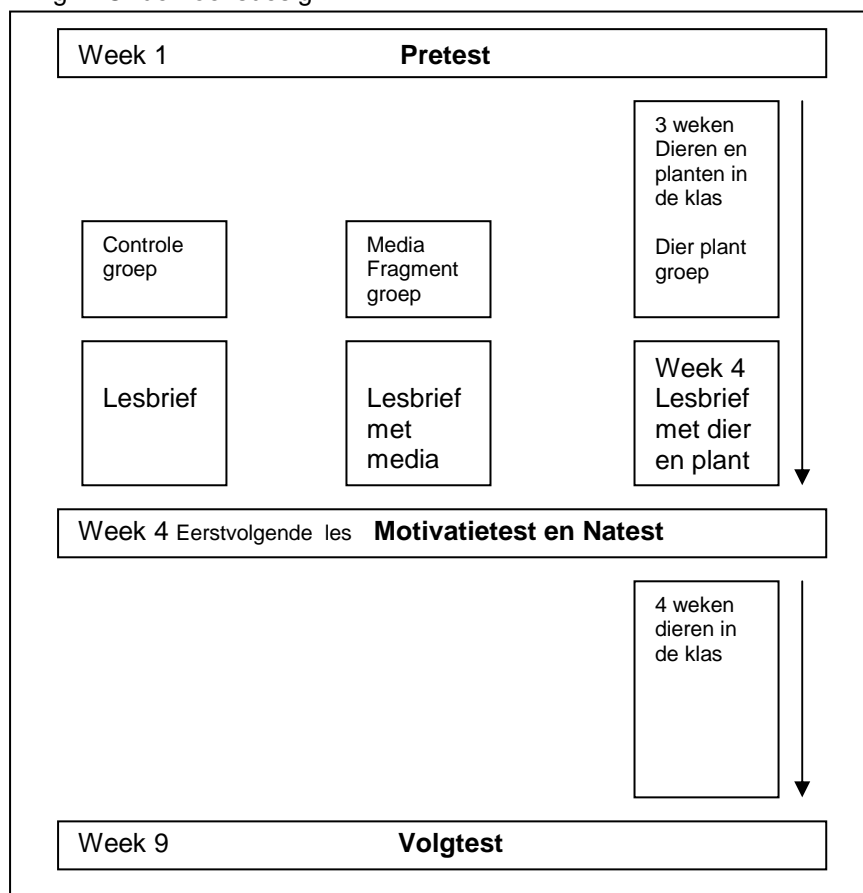 Week 1 Pretest
3 weken
Dieren en
planten in
de klas
Dier plant
groep
Controle
groep
Media
Fragment
groep
Lesbrief
Lesbrief
met
media
Week 4
Lesbrief
met dier
en plant
Week 4 Eerstvolgende les Motivatietest en Natest
4 weken
dieren in
de klas
Week 9 Volgtest